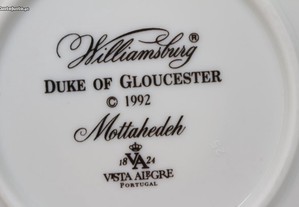 Williamsburg®
DUKE OF GLOUCESTER
© 1992
Mottahedeh
18 VA 24
VISTA ALEGRE
PORTUGAL